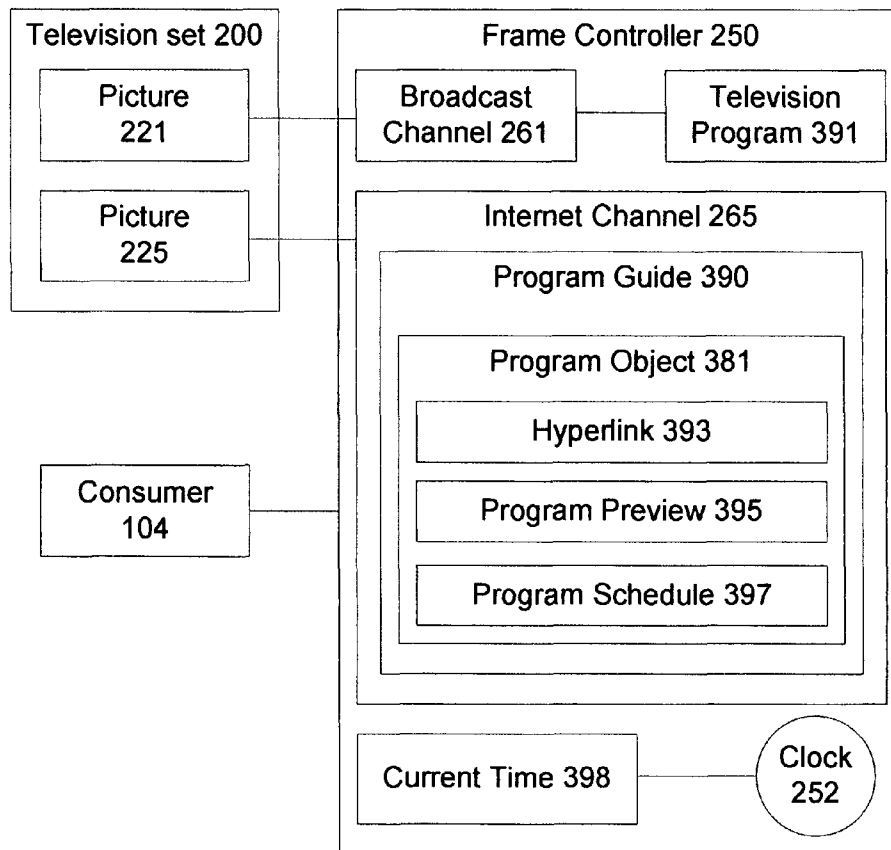 Television set 200
Picture
221
Picture
225
Consumer
104
Frame Controller 250
Broadcast
Channel 261
Television
Program 391
Internet Channel 265
Program Guide 390
Program Object 381
Hyperlink 393
Program Preview 395
Program Schedule 397
Current Time 398
Clock
252